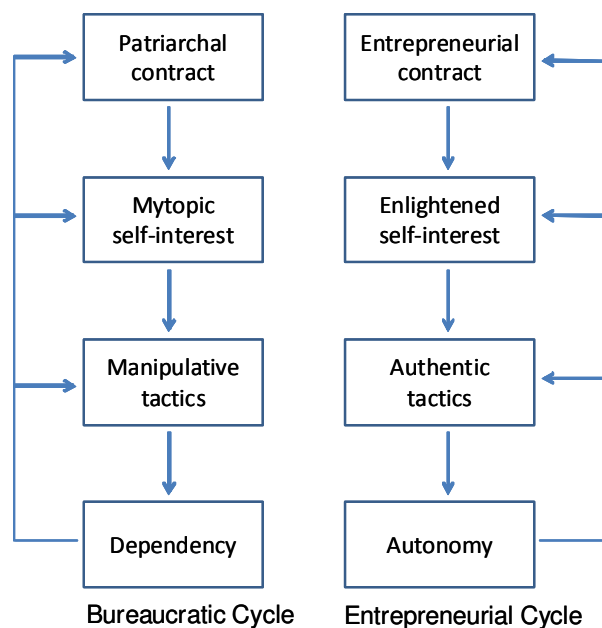 Patriarchal
contract
Entrepreneurial
contract
Mytopic
self-interest
Enlightened
self-interest
Manipulative
tactics
Authentic
tactics
Dependency
Autonomy
Bureaucratic Cycle
Entrepreneurial Cycle